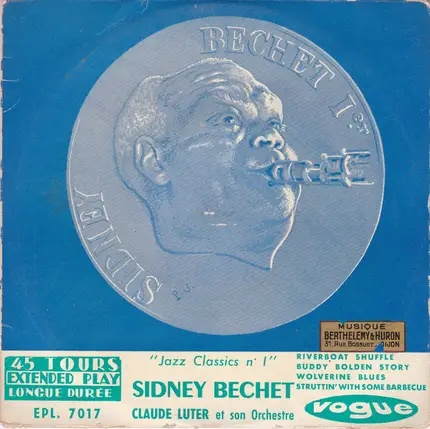 SIDNEY BECHET Ier
P.J.
MUSIQUE
BERTHELEMY & HURON
31, Rue Bossuet - DIJON
45 TOURS
EXTENDED PLAY
LONGUE DURÉE
EPL. 7017
"Jazz Classics n° 1"
SIDNEY BECHET
CLAUDE LUTER et son Orchestre
RIVERBOAT SHUFFLE
BUDDY BOLDEN STORY
WOLVERINE BLUES
STRUTTIN' WITH SOME BARBECUE
vogue